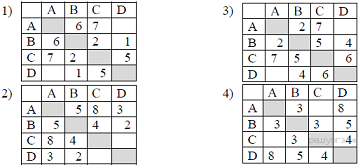 1)
A B C D
A 6 7
B 6 2 1
C 7 2 5
D 1 5
2)
A B C D
A 5 8 3
B 5 4 2
C 8 4
D 3 2
3)
A B C D
A 2 7
B 2 5 4
C 7 5 6
D 4 6
4)
A B C D
A 3 8
B 3 3 5
C 3 4
D 8 5 4